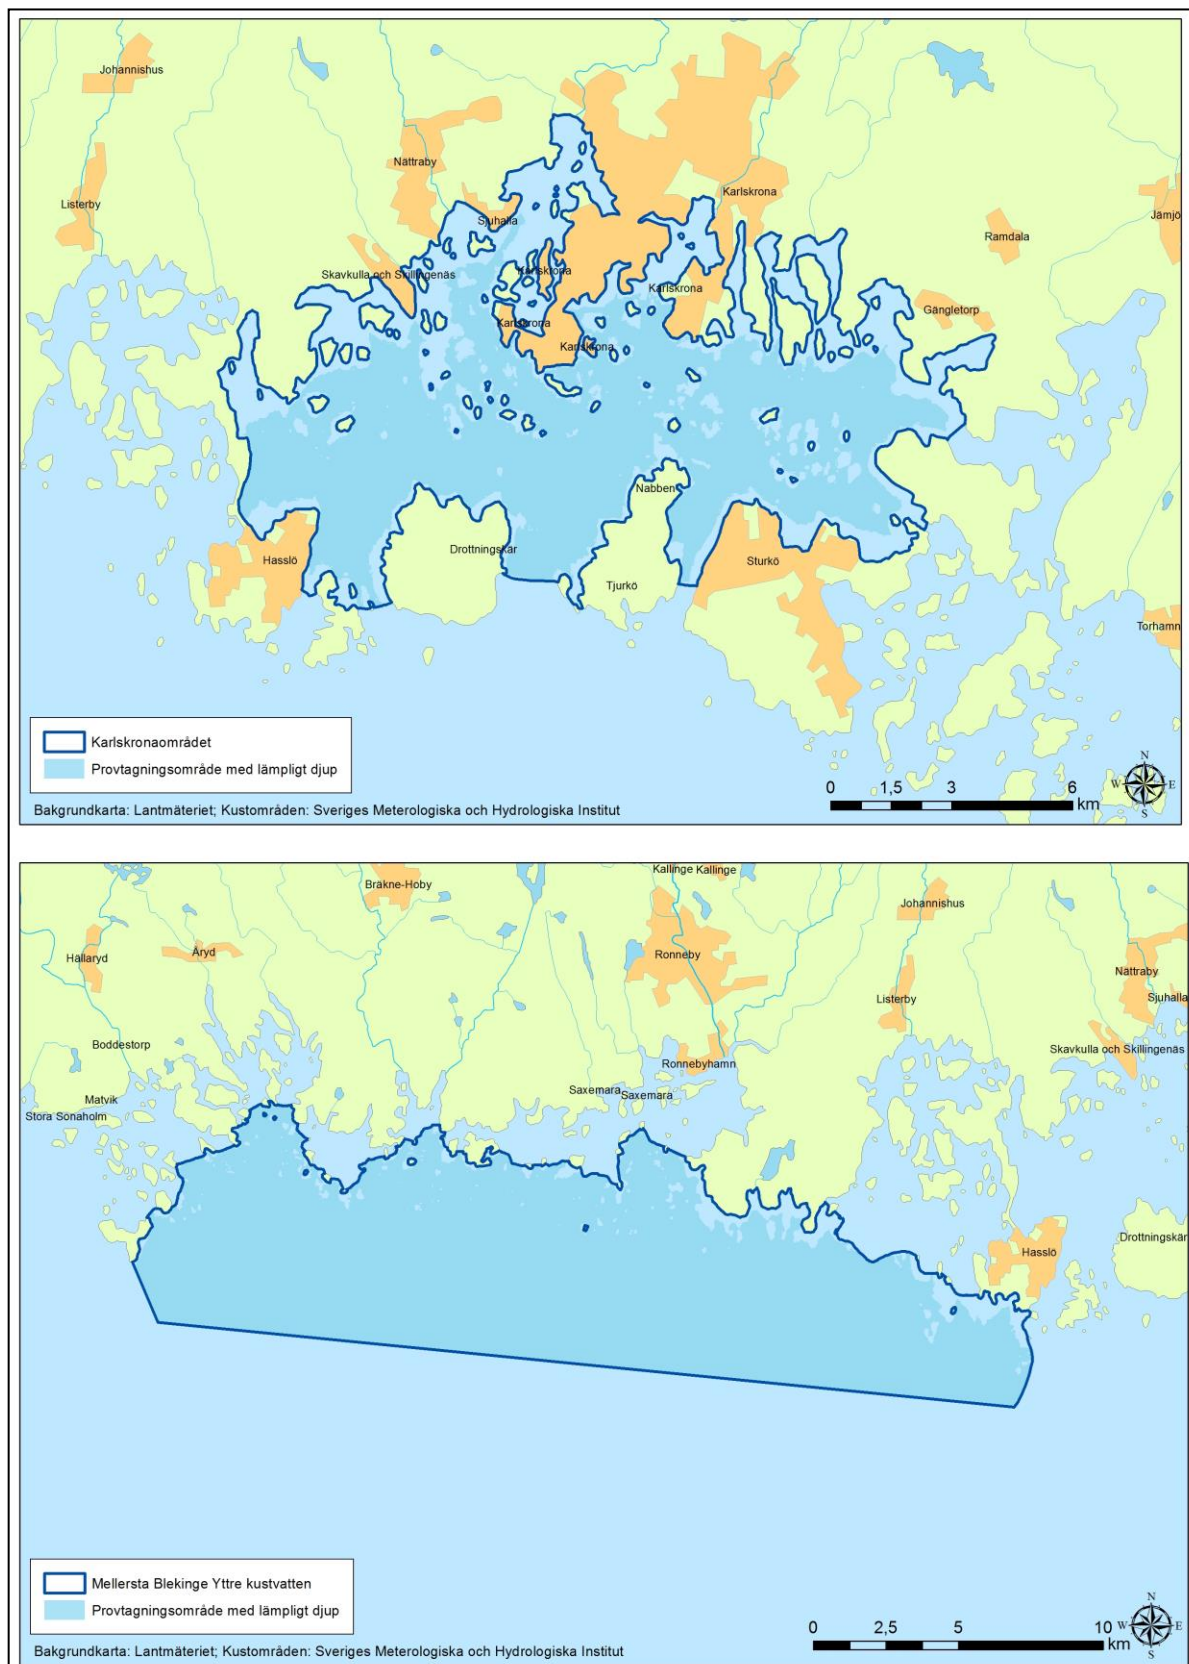 Johannishus
Nättraby
Listerby
Karlskrona
Jämjö
Sjuhalla
Ramdala
Skavkulla och Skillingenäs
Karlskrona
Karlskrona
Gängletorp
Karlskrona
Karlskrona
Nabben
Hasslö
Drottningskär
Tjurkö
Sturkö
Torhamn
Karlskronaområdet
Provtagningsområde med lämpligt djup
Bakgrundkarta: Lantmäteriet; Kustområden: Sveriges Meterologiska och Hydrologiska Institut
0 1,5 3 6
km
N
W E
S
Kallinge Kallinge
Bräkne-Hoby
Johannishus
Hällaryd
Åryd
Ronneby
Nättraby
Listerby
Sjuhalla
Boddestorp
Skavkulla och Skillingenäs
Ronnebyhamn
Matvik
Saxemara
Saxemara
Stora Sonaholm
Drottningskär
Hasslö
Mellersta Blekinge Yttre kustvatten
Provtagningsområde med lämpligt djup
Bakgrundkarta: Lantmäteriet; Kustområden: Sveriges Meterologiska och Hydrologiska Institut
0 2,5 5 10
km
N
W E
S